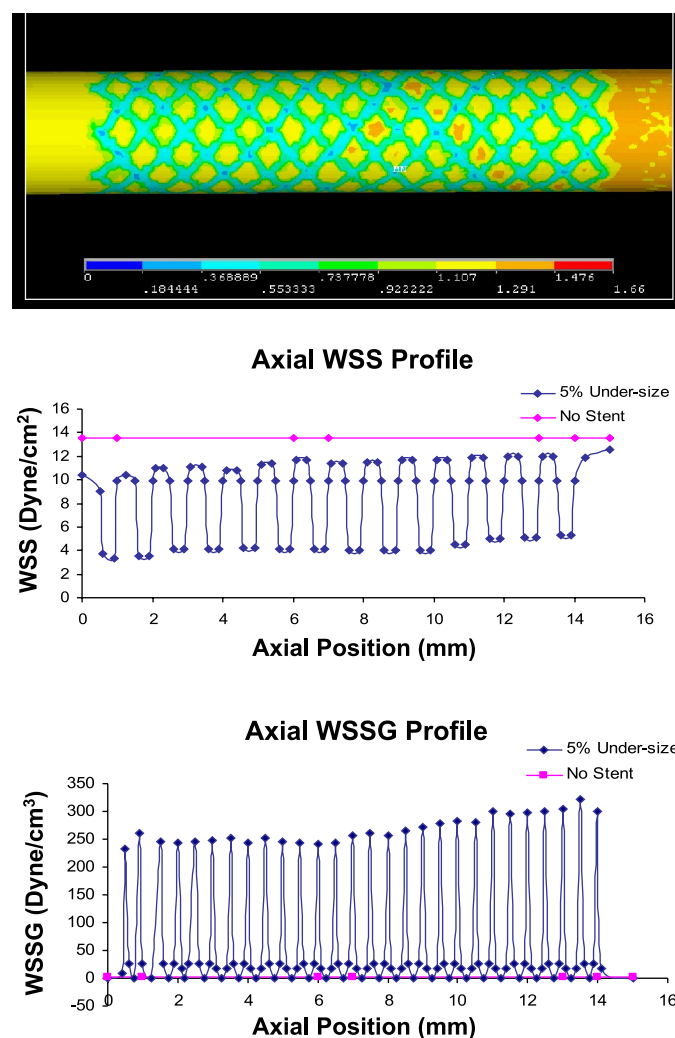 MN
0 .368889 .737778 1.107 1.476
.184444 .553333 .922222 1.291 1.66
Axial WSS Profile
5% Under-size
No Stent
WSS (Dyne/cm²)
16
14
12
10
8
6
4
2
0
0 2 4 6 8 10 12 14 16
Axial Position (mm)
Axial WSSG Profile
5% Under-size
No Stent
WSSG (Dyne/cm³)
350
300
250
200
150
100
50
0
-50
0 2 4 6 8 10 12 14 16
Axial Position (mm)